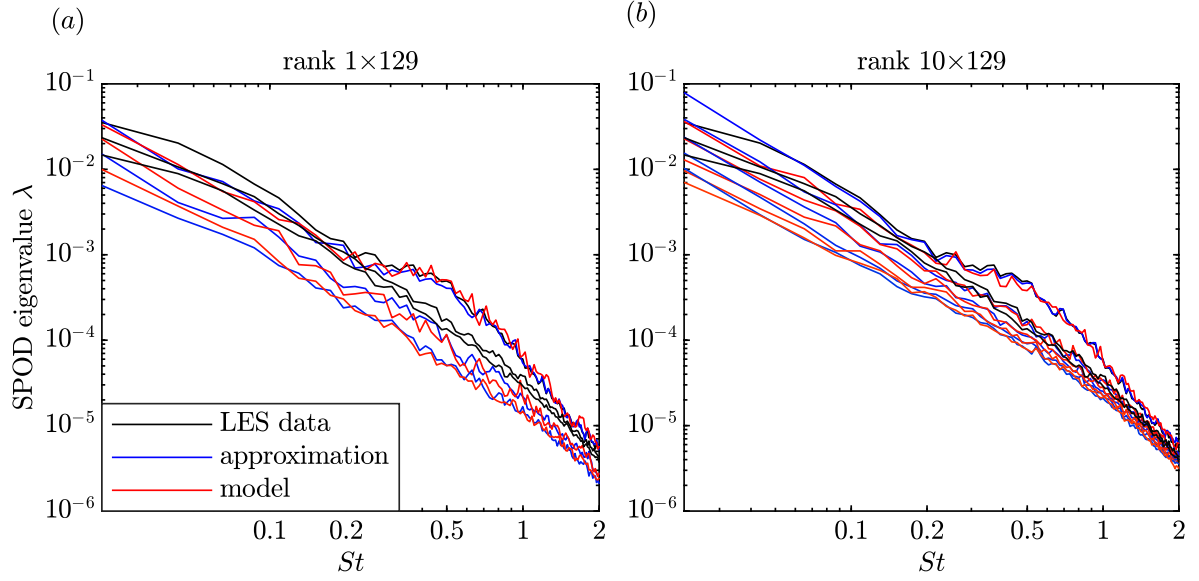 (a)
rank 1×129
10⁻¹
10⁻²
10⁻³
10⁻⁴
10⁻⁵
10⁻⁶
SPOD eigenvalue λ
LES data
approximation
model
0.1 0.2 0.5 1 2
St
(b)
rank 10×129
10⁻¹
10⁻²
10⁻³
10⁻⁴
10⁻⁵
10⁻⁶
0.1 0.2 0.5 1 2
St